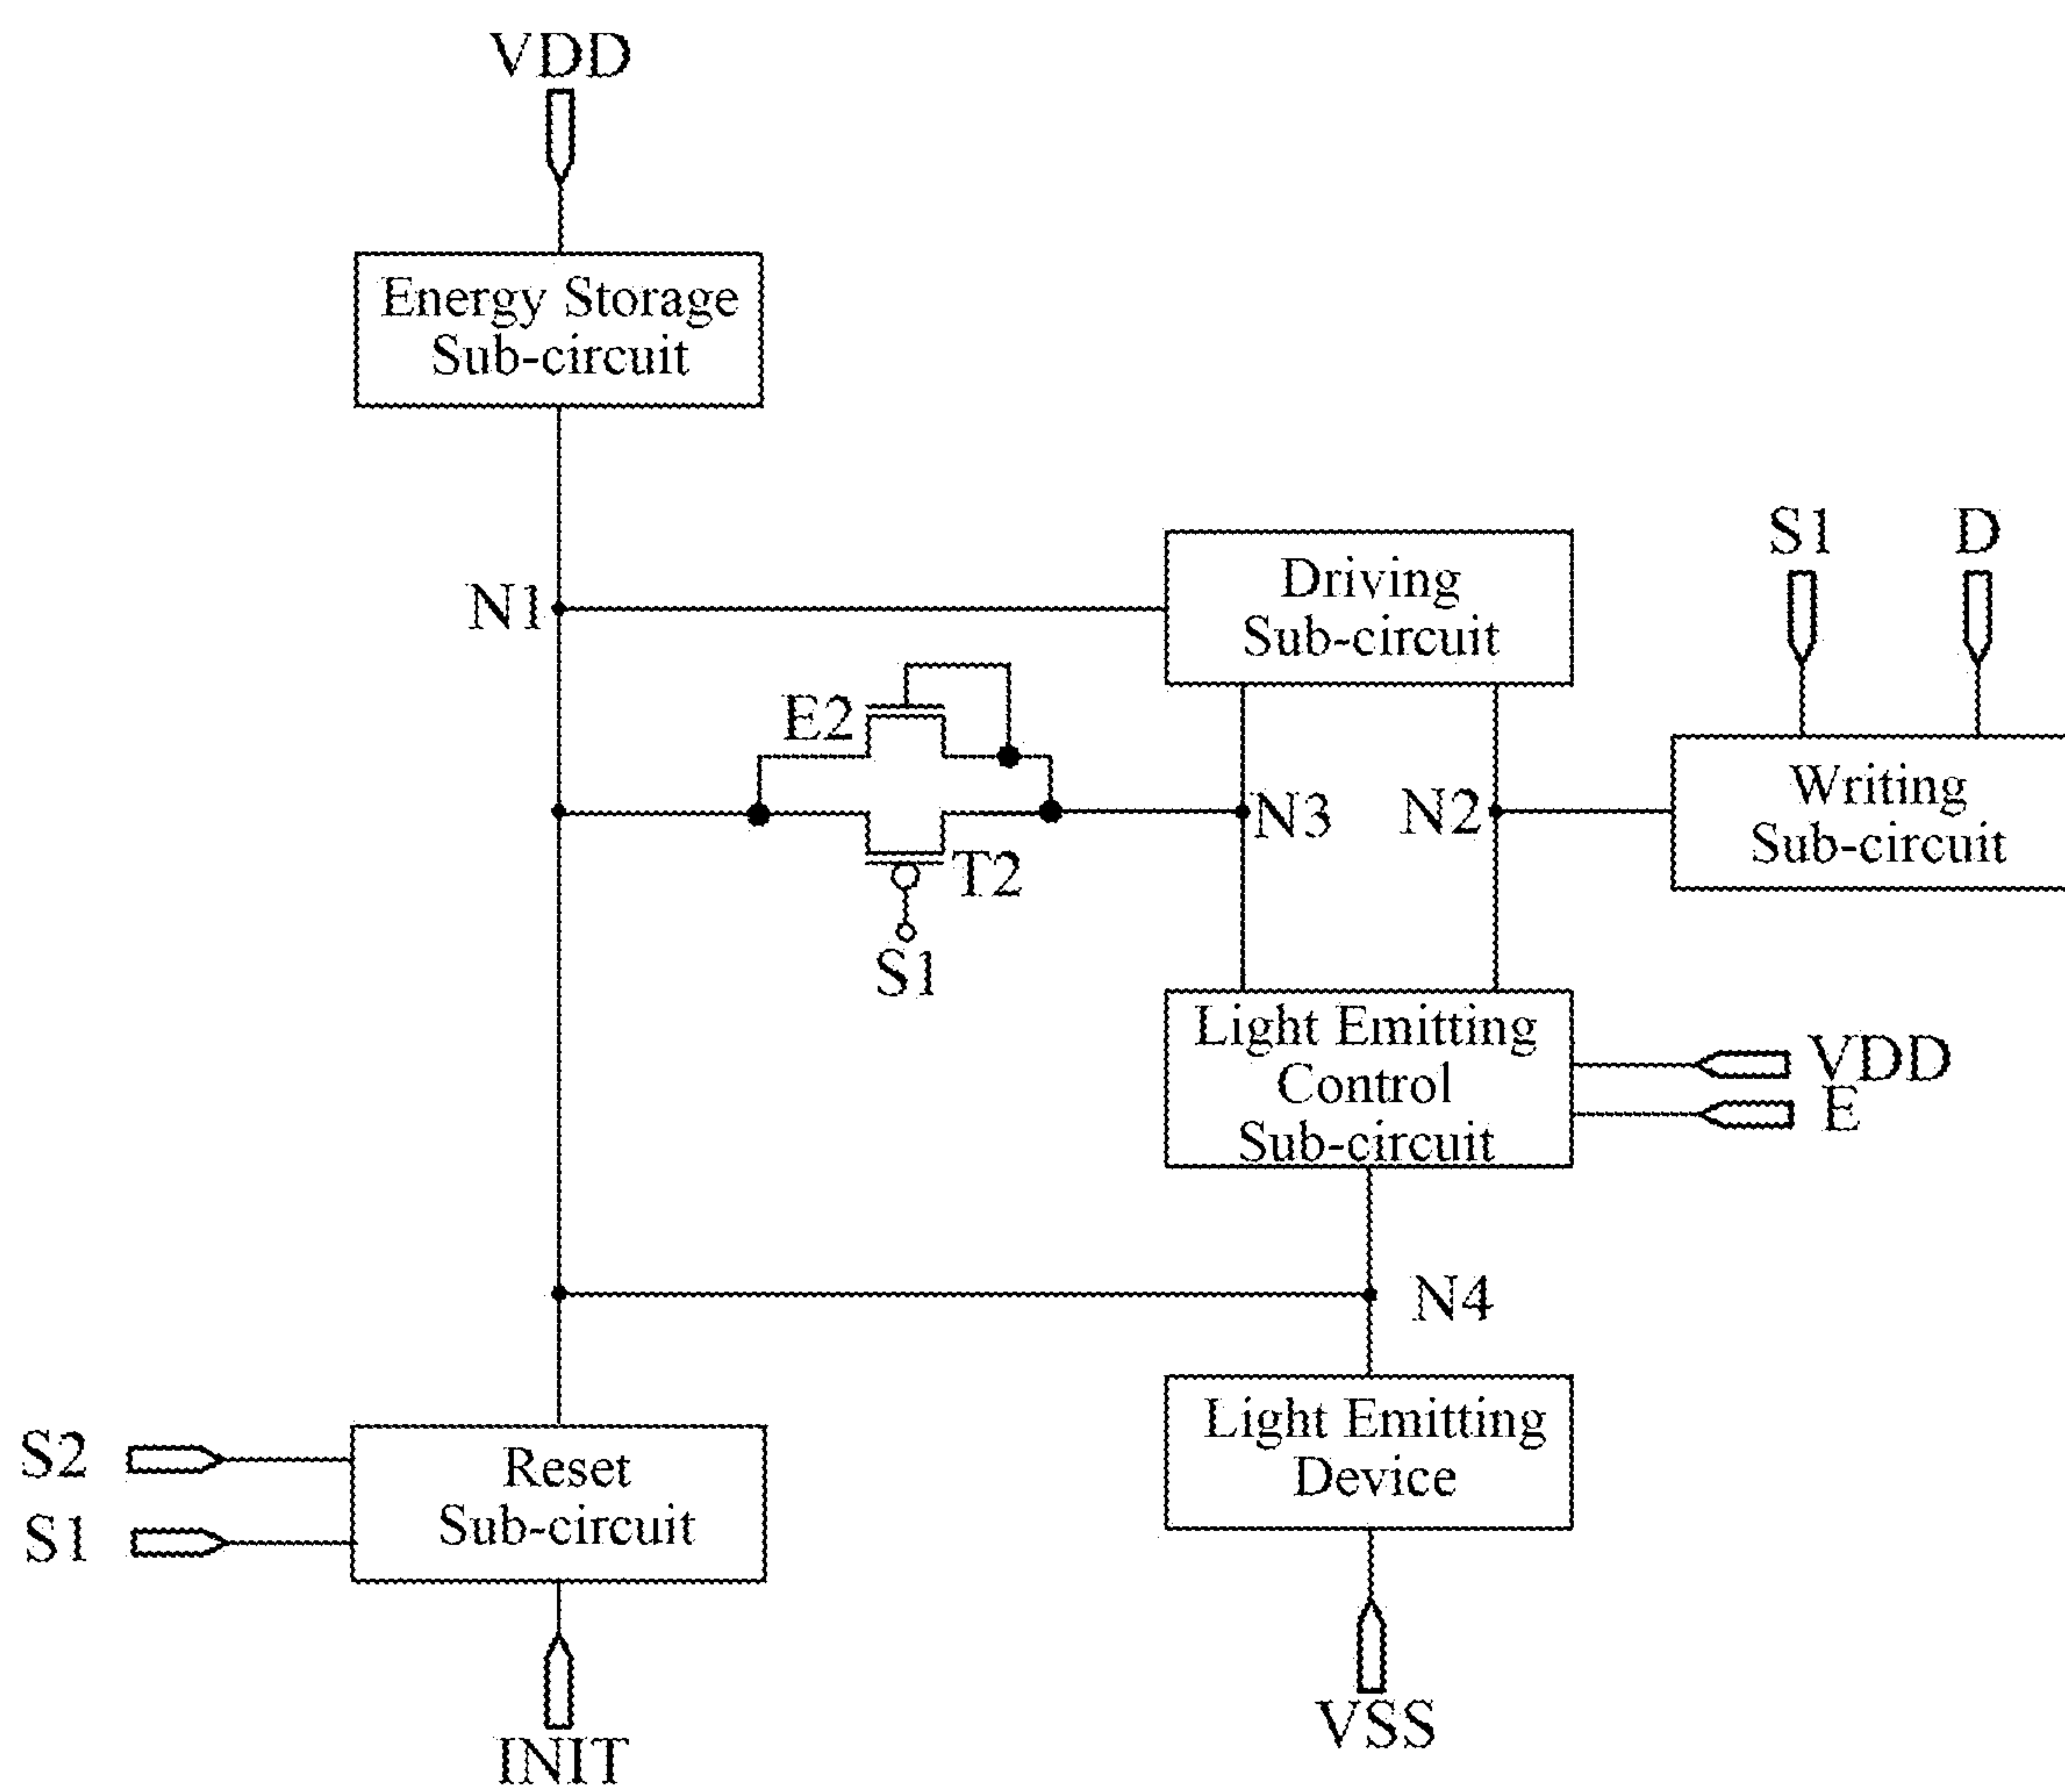 VDD
Energy Storage
Sub-circuit
S1
D
Driving
Sub-circuit
N1
E2
Writing
Sub-circuit
N3
N2
T2
S1
Light Emitting
Control
Sub-circuit
VDD
E
N4
Light Emitting
Device
S2
Reset
Sub-circuit
S1
VSS
INIT